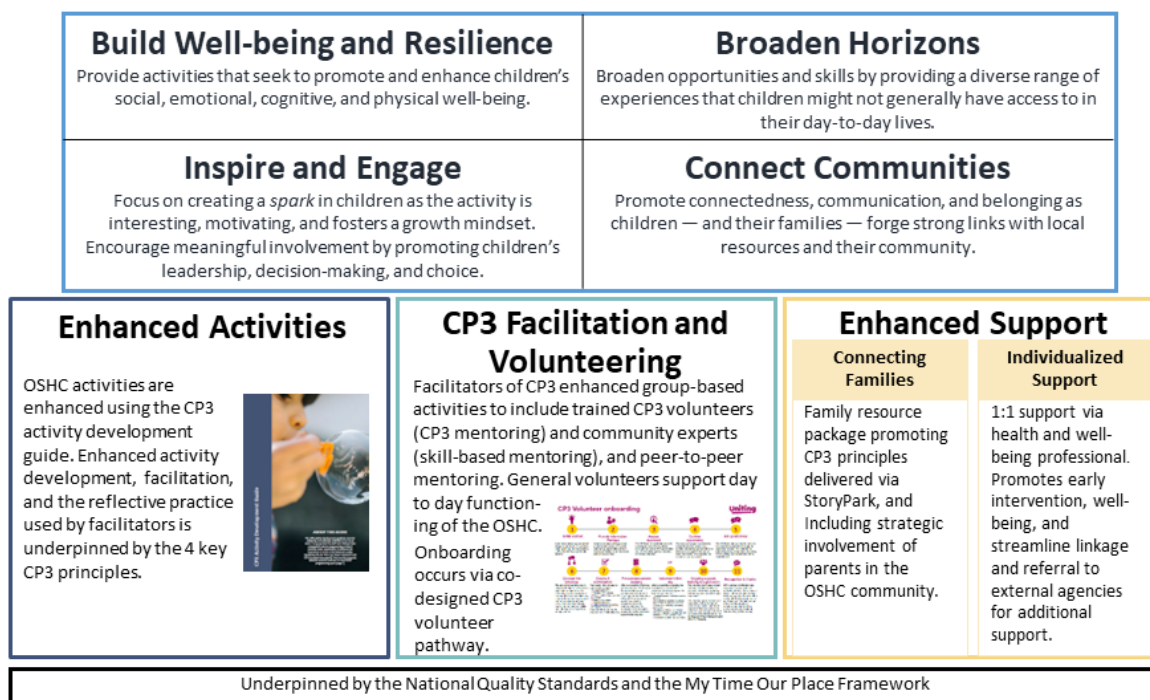 Build Well-being and Resilience
Provide activities that seek to promote and enhance children's
social, emotional, cognitive, and physical well-being.
Broaden Horizons
Broaden opportunities and skills by providing a diverse range of
experiences that children might not generally have access to in
their day-to-day lives.
Inspire and Engage
Focus on creating a spark in children as the activity is
interesting, motivating, and fosters a growth mindset.
Encourage meaningful involvement by promoting children's
leadership, decision-making, and choice.
Connect Communities
Promote connectedness, communication, and belonging as
children — and their families — forge strong links with local
resources and their community.
Enhanced Activities
OSHC activities are
enhanced using the CP3
activity development
guide. Enhanced activity
development, facilitation,
and the reflective practice
used by facilitators is
underpinned by the 4 key
CP3 principles.
CP3 Activity Development Guide
CP3 Facilitation and
Volunteering
Facilitators of CP3 enhanced group-based
activities to include trained CP3 volunteers
(CP3 mentoring) and community experts
(skill-based mentoring), and peer-to-peer
mentoring. General volunteers support day
to day function-
ing of the OSHC.
Onboarding
occurs via co-
designed CP3
volunteer
pathway.
CP3 Volunteer onboarding
Uniting
Enhanced Support
Connecting
Families
Family resource
package promoting
CP3 principles
delivered via
StoryPark, and
Including strategic
involvement of
parents in the
OSHC community.
Individualized
Support
1:1 support via
health and well-
being professional.
Promotes early
intervention, well-
being, and
streamline linkage
and referral to
external agencies
for additional
support.
Underpinned by the National Quality Standards and the My Time Our Place Framework